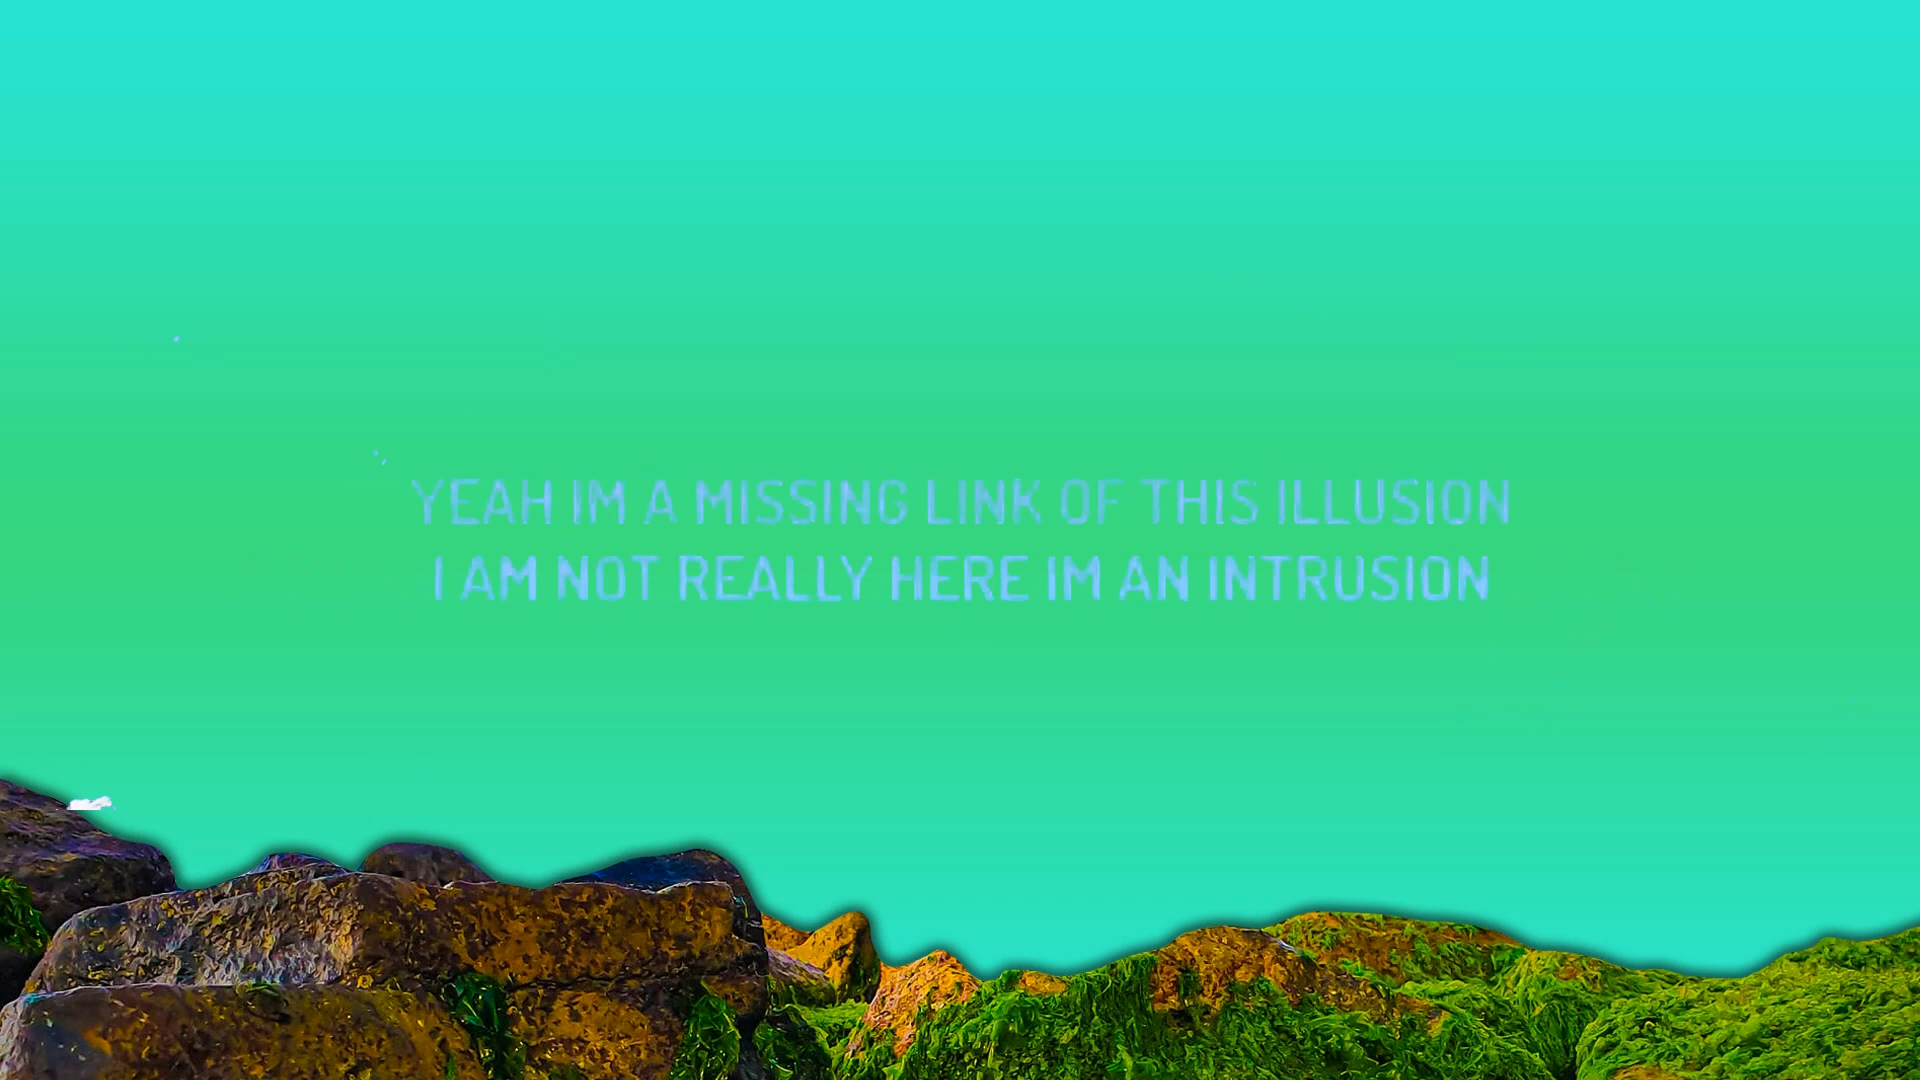 YEAH IM A MISSING LINK OF THIS ILLUSION
I AM NOT REALLY HERE IM AN INTRUSION